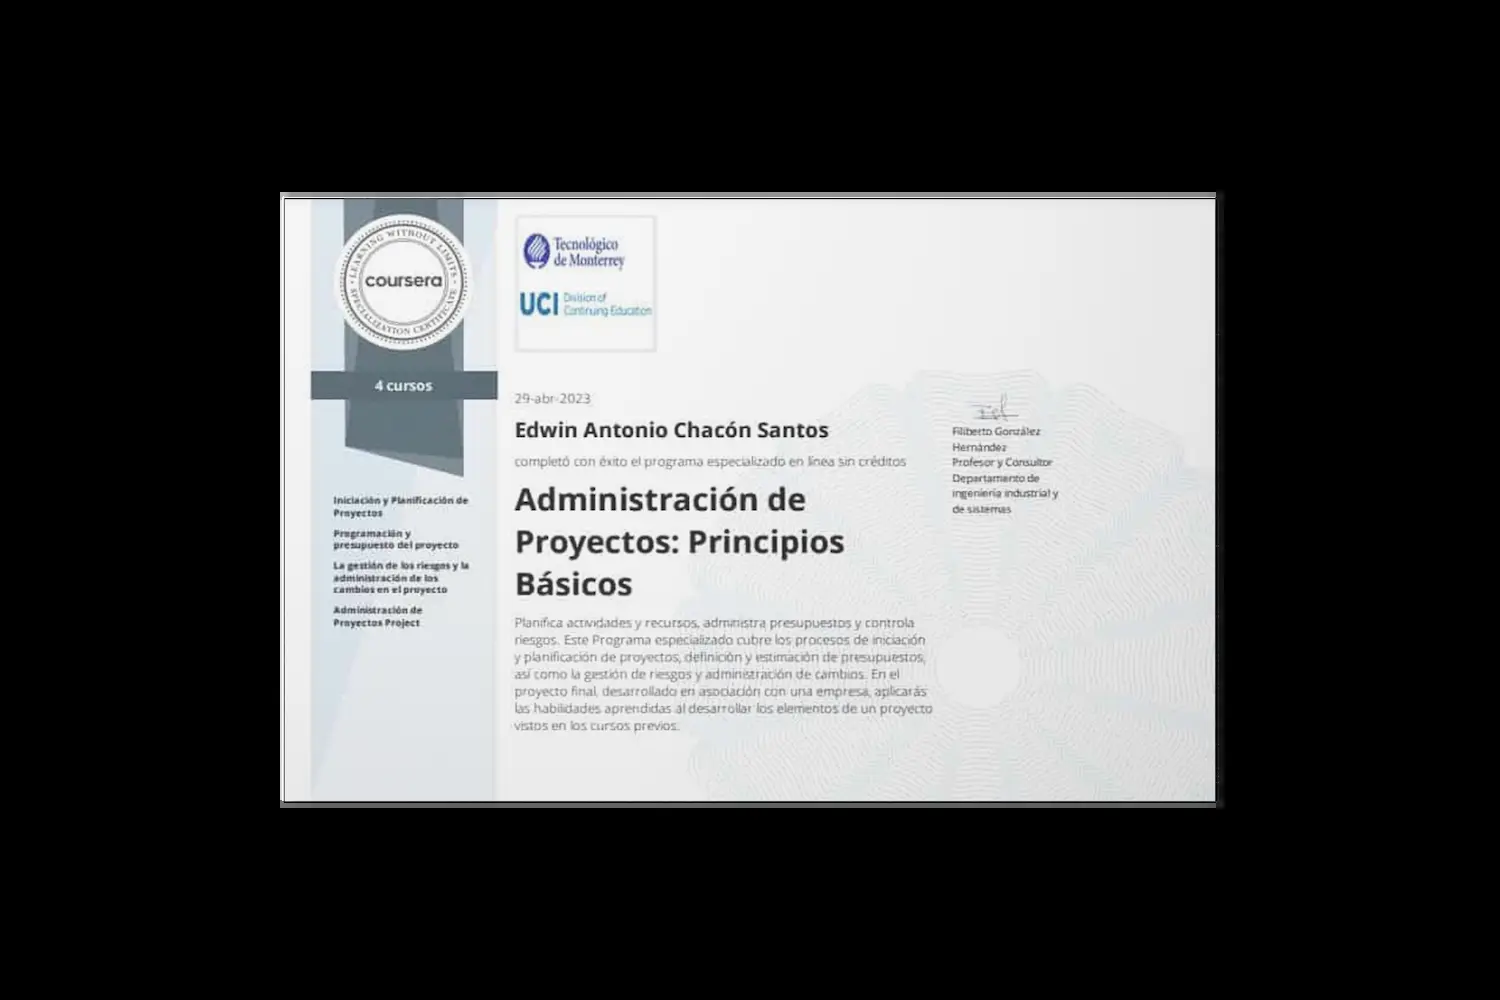 LEARNING WITHOUT LIMITS
coursera
SPECIALIZATION CERTIFICATE
4 cursos
Iniciación y Planificación de
Proyectos
Programación y
presupuesto del proyecto
La gestión de los riesgos y la
administración de los
cambios en el proyecto
Administración de
Proyectos Project
Tecnológico
de Monterrey
UCI Division of
Continuing Education
29-abr-2023
Edwin Antonio Chacón Santos
completó con éxito el programa especializado en línea sin créditos
Administración de
Proyectos: Principios
Básicos
Planifica actividades y recursos, administra presupuestos y controla
riesgos. Este Programa especializado cubre los procesos de iniciación
y planificación de proyectos, definición y estimación de presupuestos,
así como la gestión de riesgos y administración de cambios. En el
proyecto final, desarrollado en asociación con una empresa, aplicarás
las habilidades aprendidas al desarrollar los elementos de un proyecto
vistos en los cursos previos.
Filiberto González
Hernández
Profesor y Consultor
Departamento de
ingeniería industrial y
de sistemas